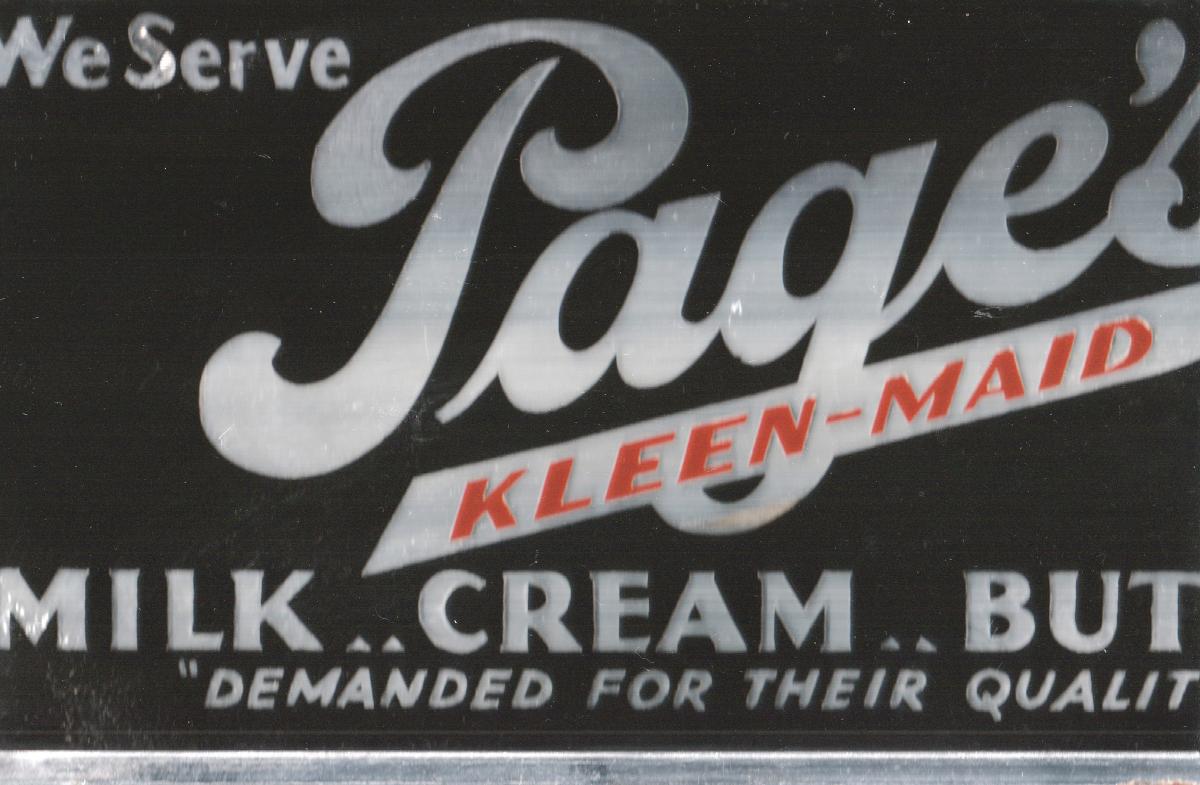 We Serve
Page's
KLEEN-MAID
MILK..CREAM..BUT
"DEMANDED FOR THEIR QUALIT